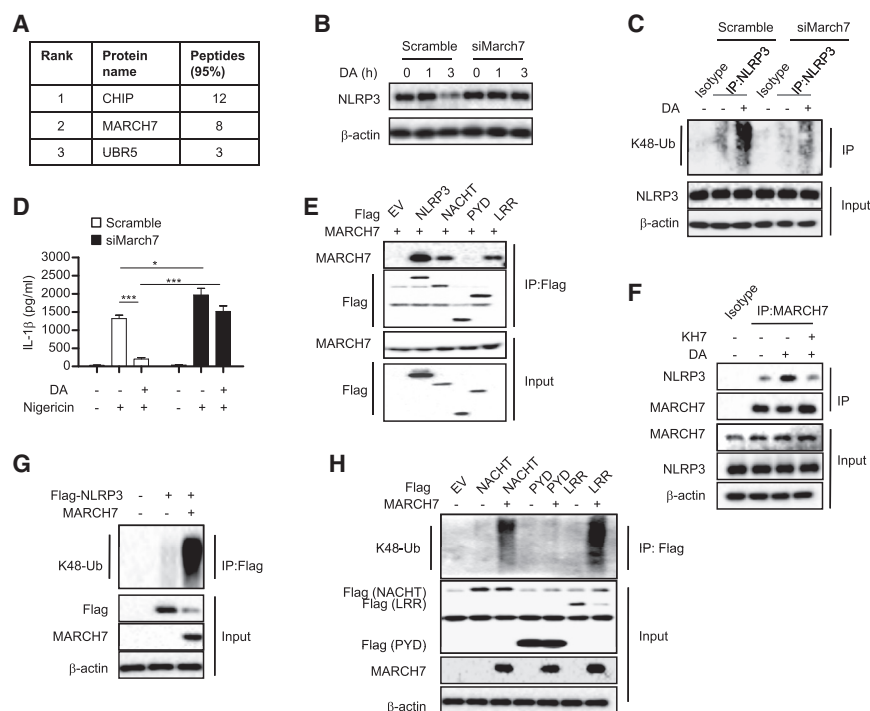 A
Rank Protein name Peptides (95%)
1 CHIP 12
2 MARCH7 8
3 UBR5 3
B
Scramble siMarch7
DA (h) 0 1 3 0 1 3
NLRP3
β-actin
C
Scramble siMarch7
Isotype IP:NLRP3 Isotype IP:NLRP3
DA - - + - - +
K48-Ub IP
NLRP3
β-actin
Input
D
Scramble
siMarch7
IL-1β (pg/ml)
3000
2500
2000
1500
1000
500
0
*
***
***
DA - - + - - +
Nigericin - + + - + +
E
Flag EV NLRP3 NACHT PYD LRR
MARCH7 + + + + +
MARCH7
Flag
IP:Flag
MARCH7
Flag
Input
F
Isotype IP:MARCH7
KH7 - - - +
DA - - + +
NLRP3
MARCH7
IP
MARCH7
NLRP3
β-actin
Input
G
Flag-NLRP3 - + +
MARCH7 - - +
K48-Ub IP:Flag
Flag
MARCH7
β-actin
Input
H
Flag EV NACHT NACHT PYD PYD LRR LRR
MARCH7 - - + - + - +
K48-Ub IP: Flag
Flag (NACHT)
Flag (LRR)
Flag (PYD)
MARCH7
β-actin
Input